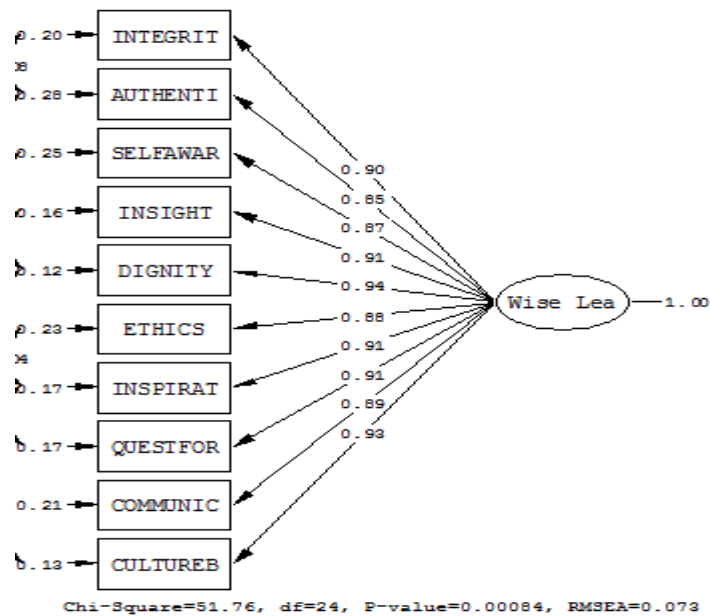 0.20 INTEGRIT
08
0.28 AUTHENTI
0.25 SELFAWAR
0.90
0.85
0.16 INSIGHT
0.87
0.91
0.12 DIGNITY
0.94
Wise Lea 1.00
0.23 ETHICS
0.88
0.91
04
0.17 INSPIRAT
0.91
0.89
0.17 QUESTFOR
0.93
0.21 COMMUNIC
0.13 CULTUREB
Chi-Square=51.76, df=24, P-value=0.00084, RMSEA=0.073